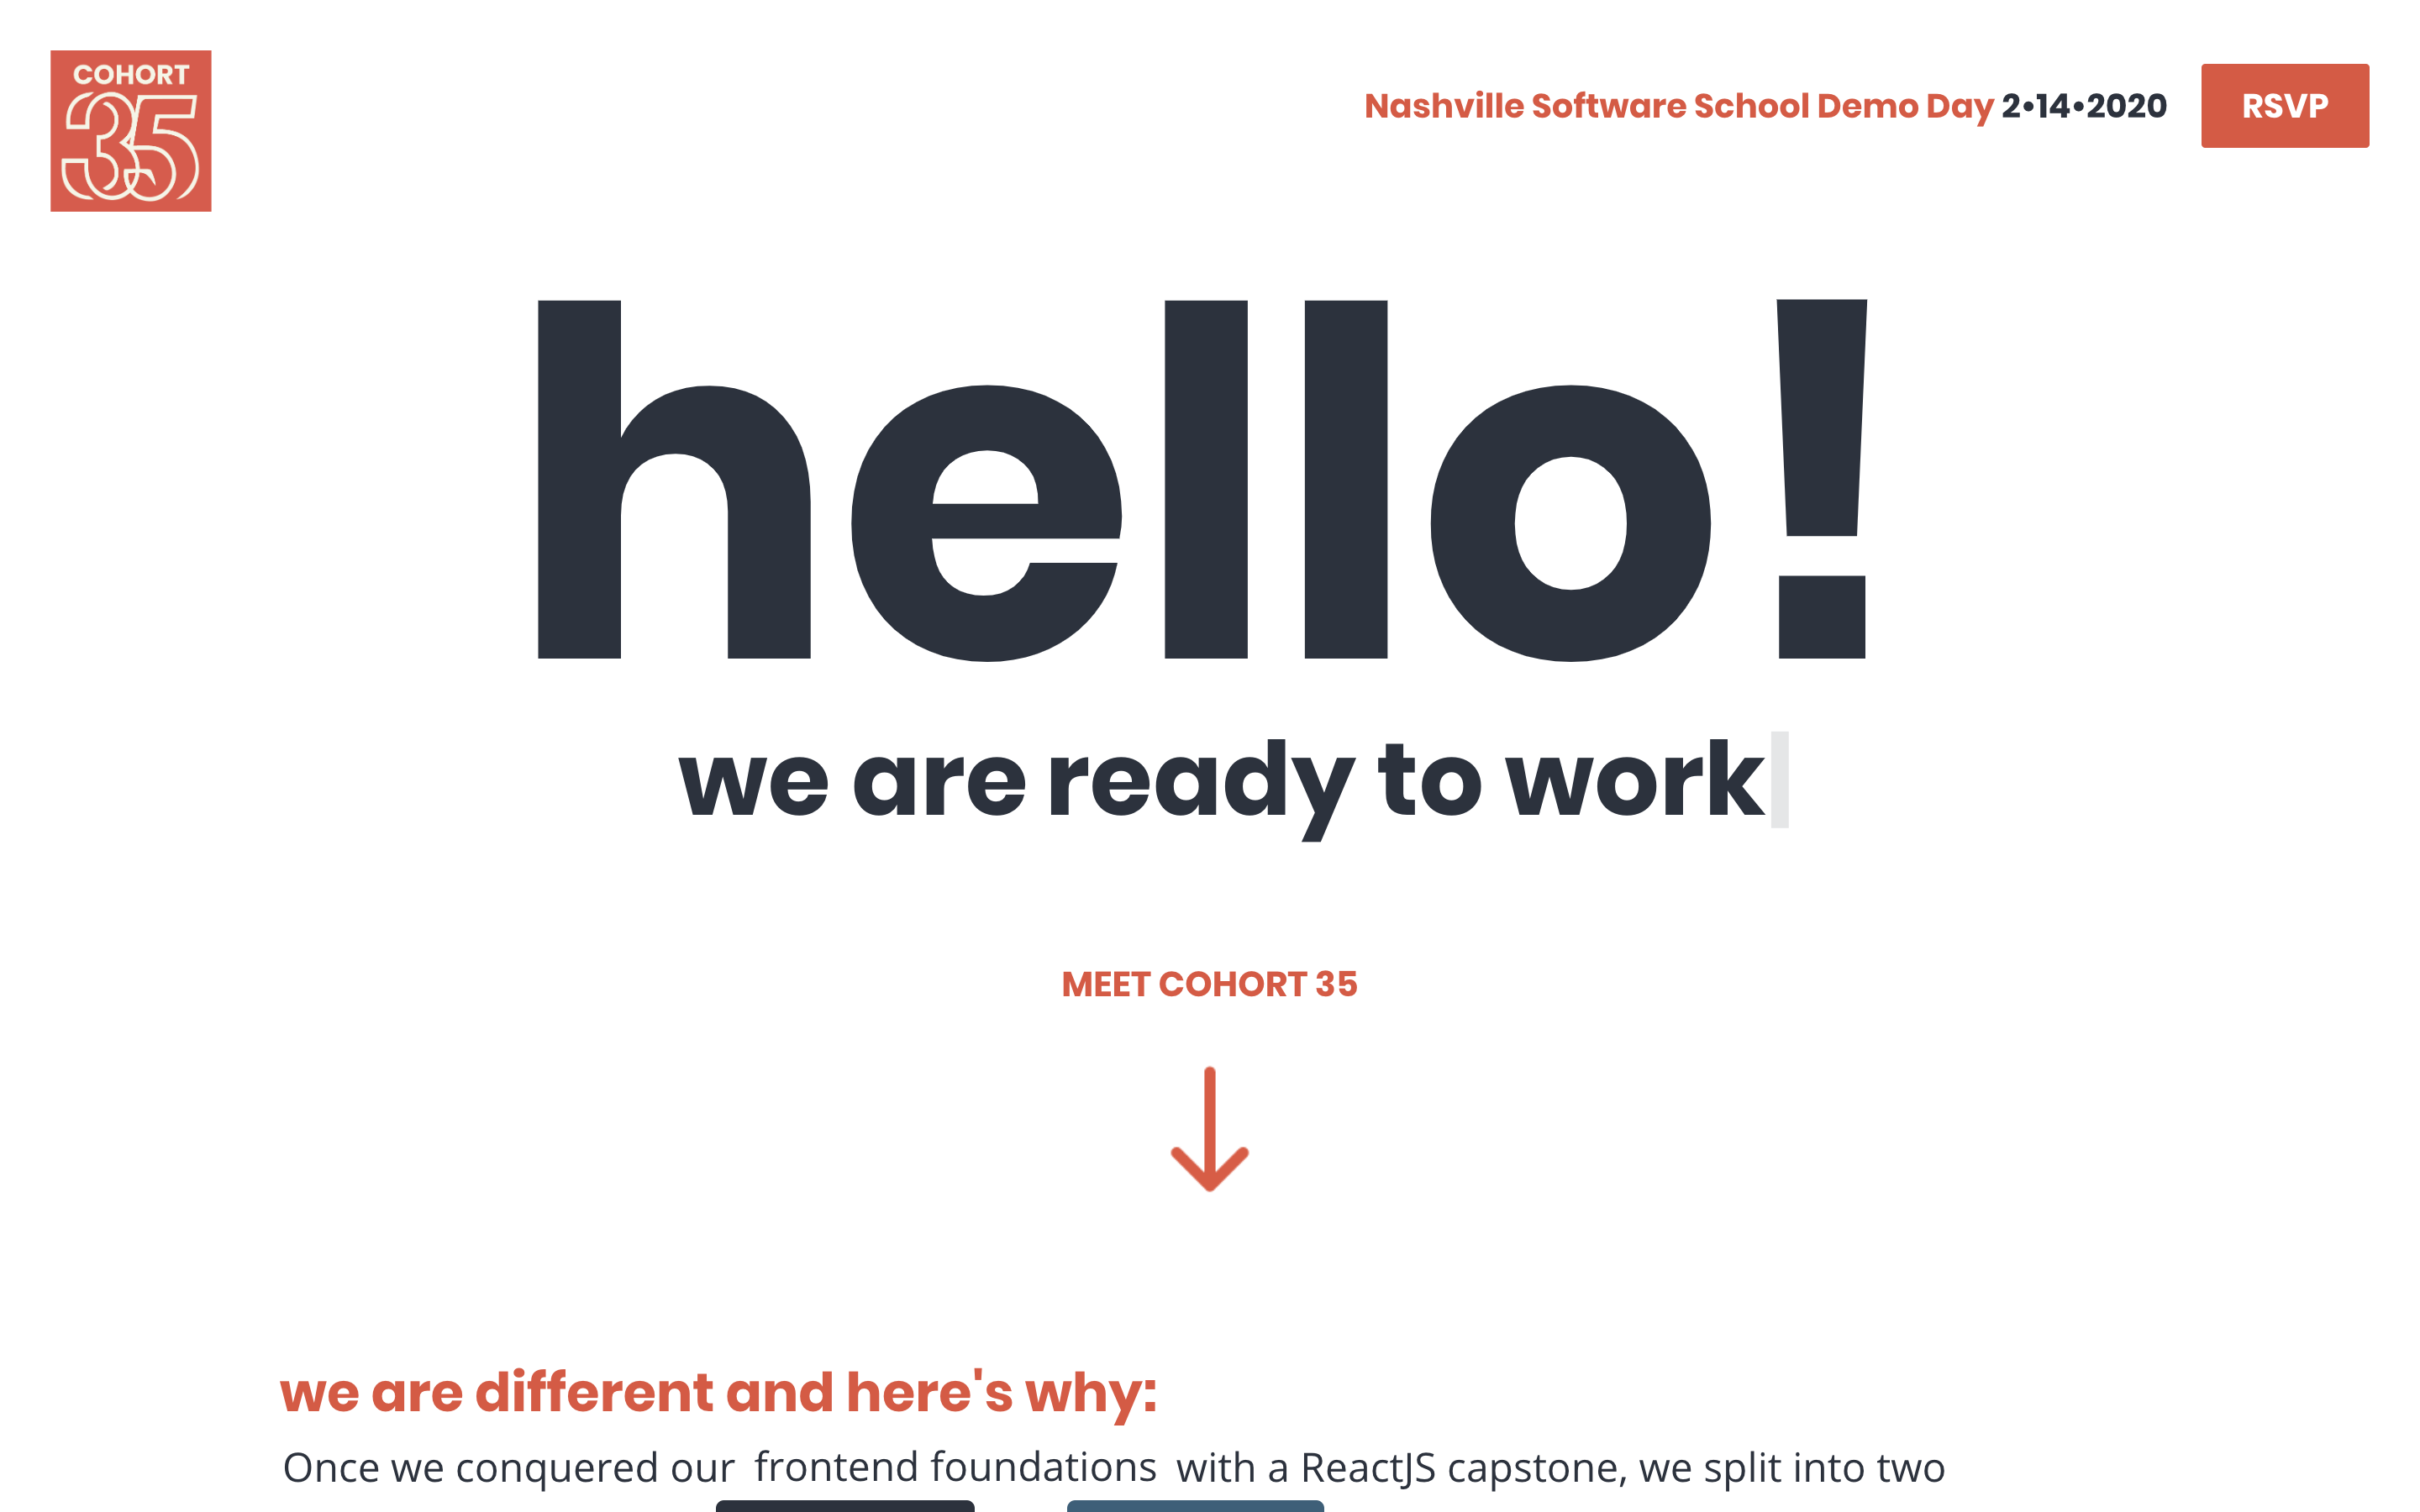 COHORT
35
Nashville Software School Demo Day 2•14•2020
RSVP
hello!
we are ready to work
MEET COHORT 35
we are different and here's why:
Once we conquered our frontend foundations with a ReactJS capstone, we split into two